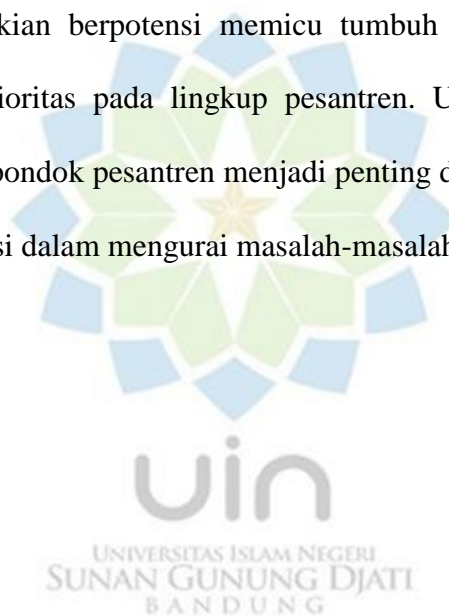 kian berpotensi memicu tumbuh
ioritas pada lingkup pesantren. U
pondok pesantren menjadi penting d
si dalam mengurai masalah-masalah
uin
UNIVERSITAS ISLAM NEGERI
SUNAN GUNUNG DJATI
BANDUNG